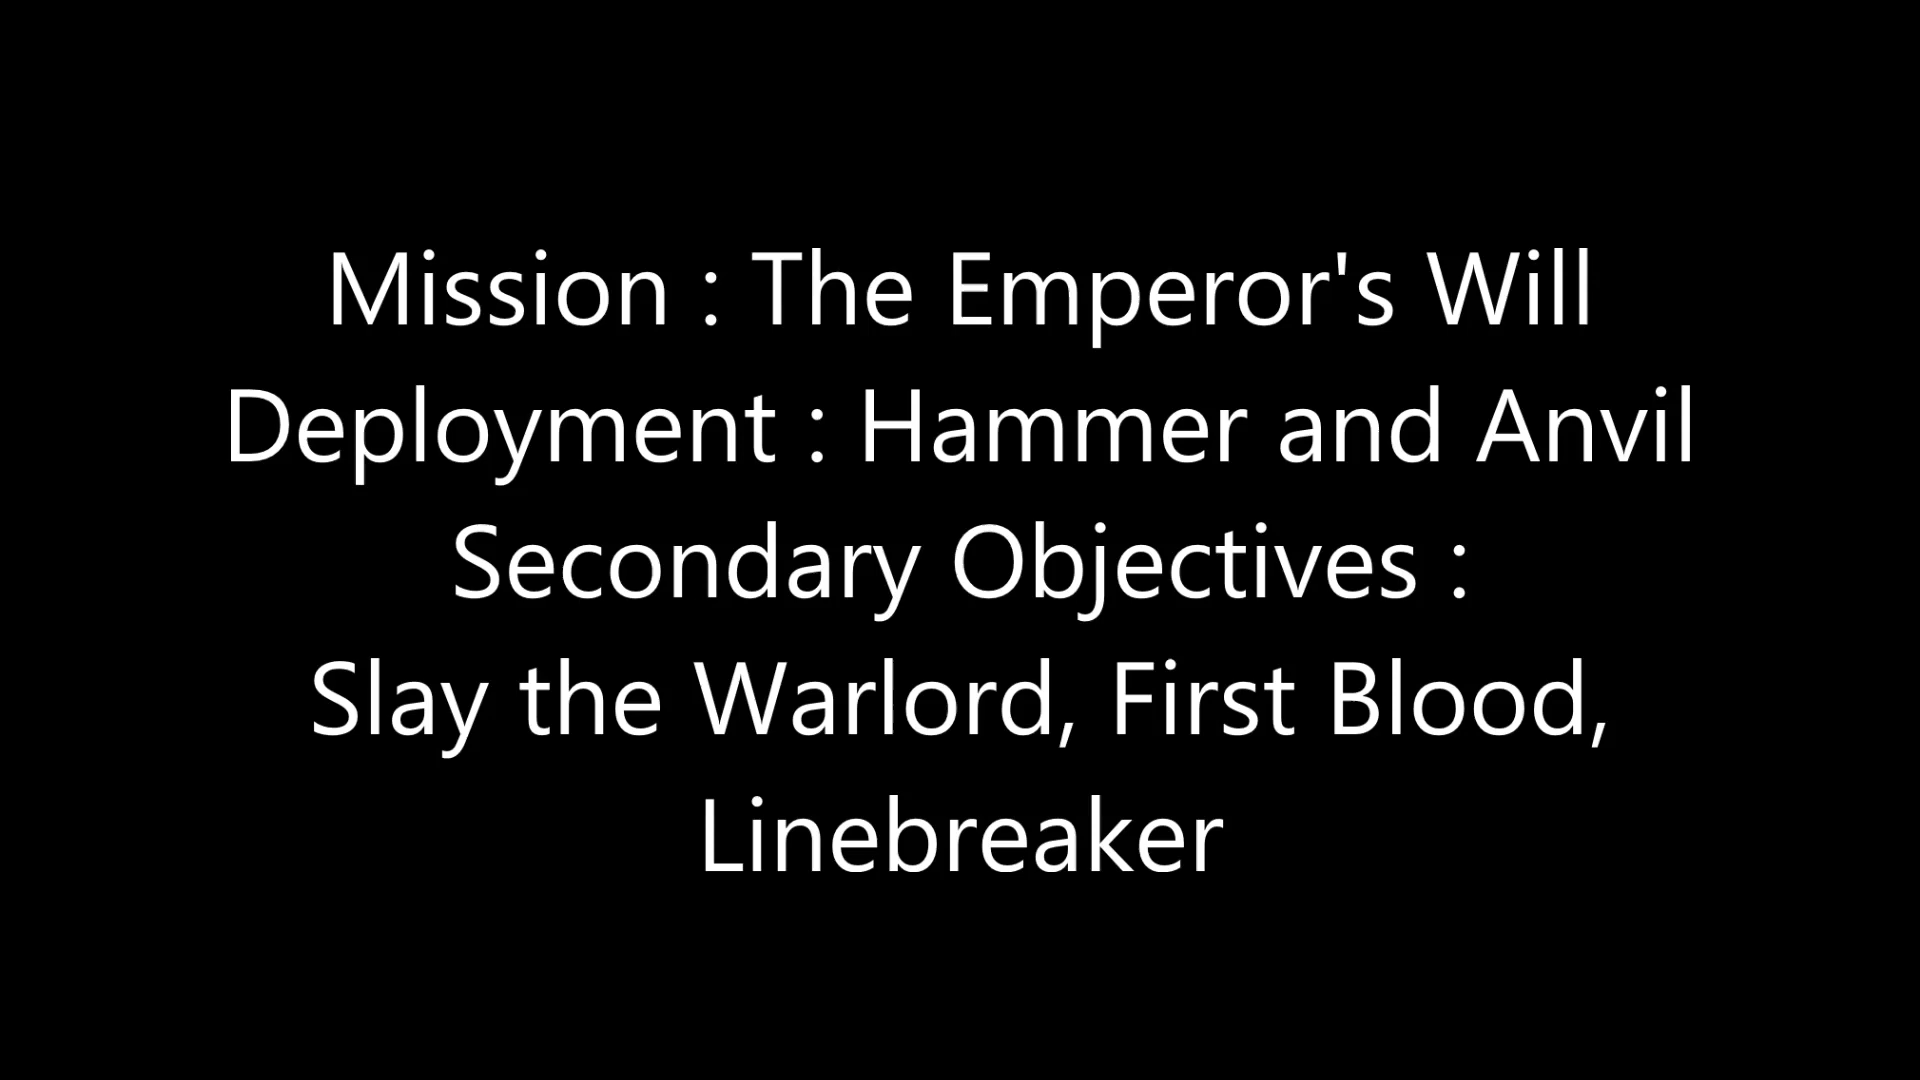 Mission : The Emperor's Will
Deployment : Hammer and Anvil
Secondary Objectives :
Slay the Warlord, First Blood,
Linebreaker